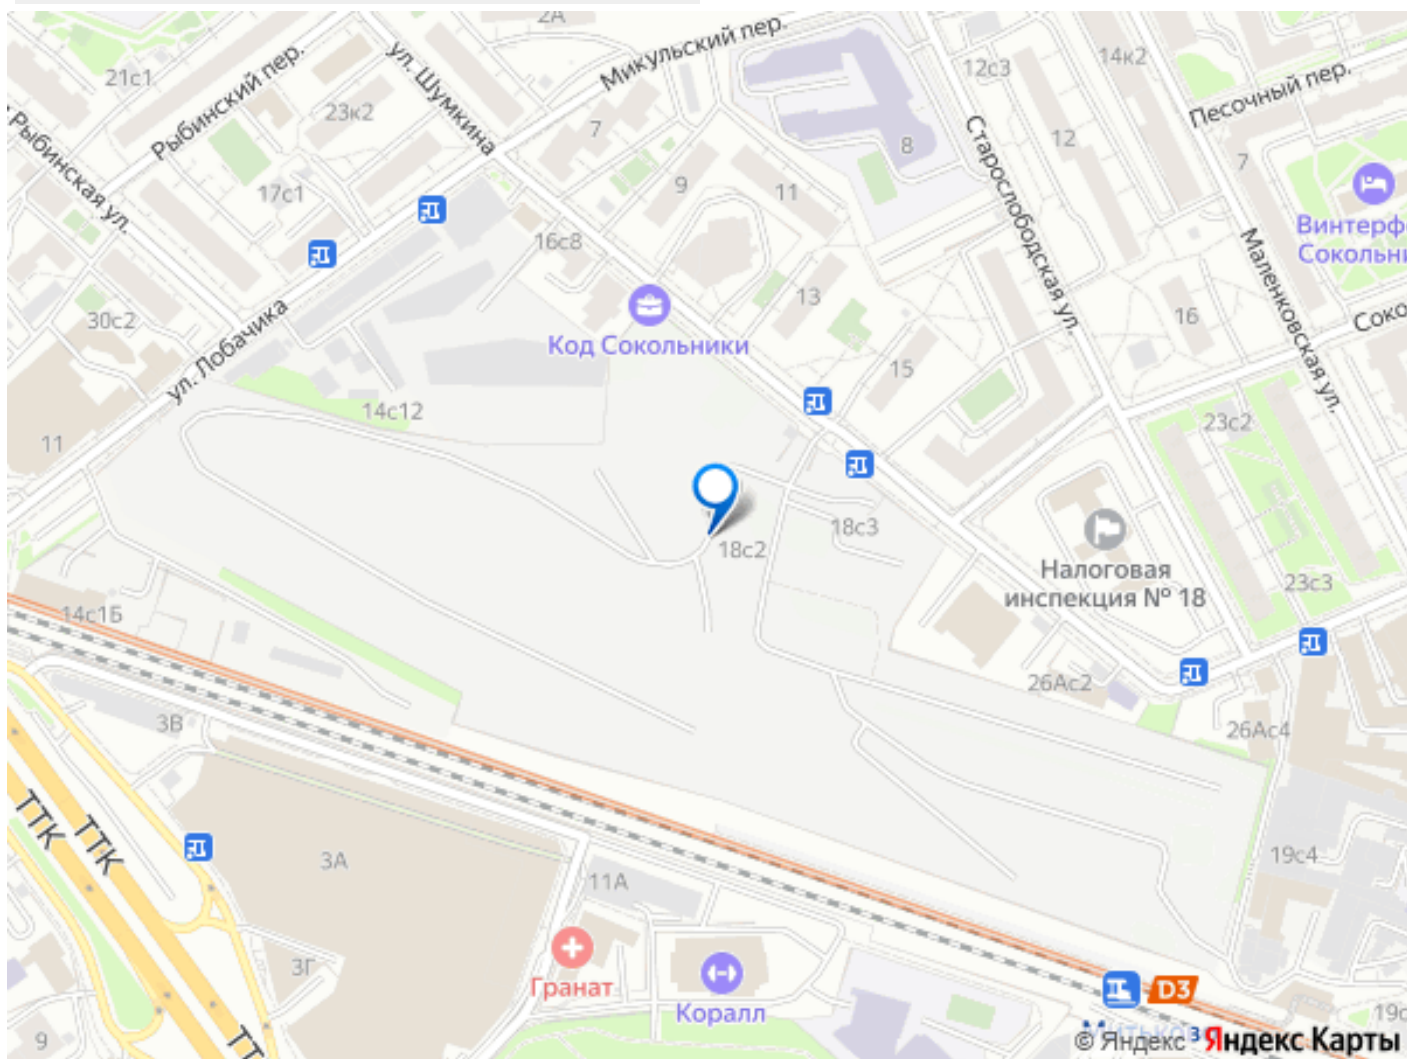 2А
Микульский пер.
ул. Шумкина
21с1
Рыбинский пер.
23к2
Рыбинская ул.
7
12с3
14к2
Песочный пер.
8
12
7
Старослободская ул.
17с1
9
11
Винтерф
Сокольни
16с8
Маленковская ул.
13
30с2
ул. Лобачика
Код Сокольники
16
Соко
15
14с12
23с2
11
18с3
18с2
Налоговая
инспекция № 18
23с3
14с1Б
26Ас2
3В
26Ас4
ТТК
ТТК
3А
11А
19с4
3Г
Гранат
Коралл
D3
9
ТТК
19с
© Яндекс
Яндекс Карты